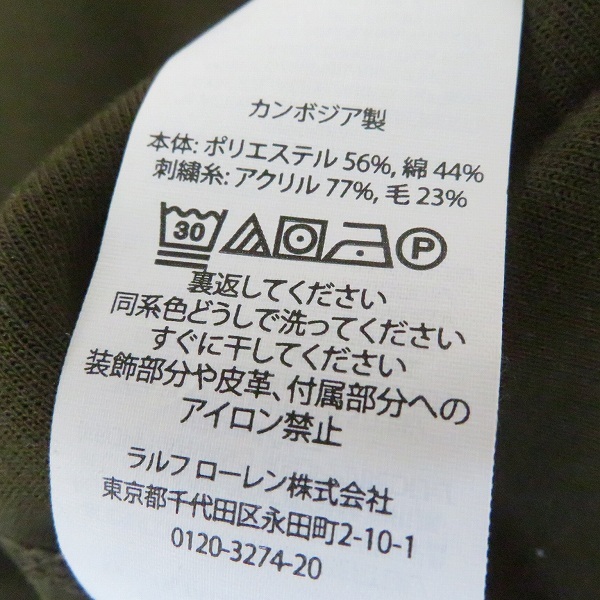 カンボジア製
本体: ポリエステル 56%, 綿 44%
刺繍糸: アクリル 77%, 毛 23%
30 P
裏返してください
同系色どうしで洗ってください
すぐに干してください
装飾部分や皮革、付属部分への
アイロン禁止
ラルフ ローレン株式会社
東京都千代田区永田町2-10-1
0120-3274-20